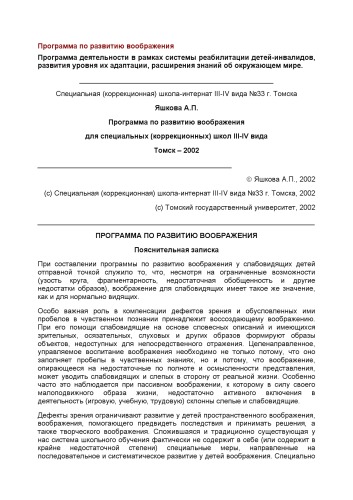 Программа по развитию воображения
Программа деятельности в рамках системы реабилитации детей-инвалидов,
развития уровня их адаптации, расширения знаний об окружающем мире.
Специальная (коррекционная) школа-интернат III-IV вида №33 г. Томска
Яшкова А.П.
Программа по развитию воображения
для специальных (коррекционных) школ III-IV вида
Томск – 2002
© Яшкова А.П., 2002
(с) Специальная (коррекционная) школа-интернат III-IV вида №33 г. Томска, 2002
(с) Томский государственный университет, 2002
ПРОГРАММА ПО РАЗВИТИЮ ВООБРАЖЕНИЯ
Пояснительная записка
При составлении программы по развитию воображения у слабовидящих детей
отправной точкой служило то, что, несмотря на ограниченные возможности
(узость круга, фрагментарность, недостаточная обобщенность и другие
недостатки образов), воображение для слабовидящих имеет такое же значение,
как и для нормально видящих.
Особо важная роль в компенсации дефектов зрения и обусловленных ими
пробелов в чувственном познании принадлежит воссоздающему воображению.
При его помощи слабовидящие на основе словесных описаний и имеющихся
зрительных, осязательных, слуховых и других образов формируют образы
объектов, недоступных для непосредственного отражения. Целенаправленное,
управляемое воспитание воображения необходимо не только потому, что оно
заполняет пробелы в чувственных знаниях, но и потому, что воображение,
опирающееся на недостаточные по полноте и осмысленности представления,
может уводить слабовидящих и слепых в сторону от реальной жизни. Особенно
часто это наблюдается при пассивном воображении, к которому в силу своего
малоподвижного образа жизни, недостаточно активного включения в
деятельность (игровую, учебную, трудовую) склонны слепые и слабовидящие.
Дефекты зрения ограничивают развитие у детей пространственного воображения,
воображения, помогающего предвидеть последствия и принимать решения, а
также творческого воображения. Сложившаяся и традиционно существующая у
нас система школьного обучения фактически не содержит в себе (или содержит в
крайне недостаточной степени) специальные меры, направленные на
последовательное и систематическое развитие у детей воображения. Специально